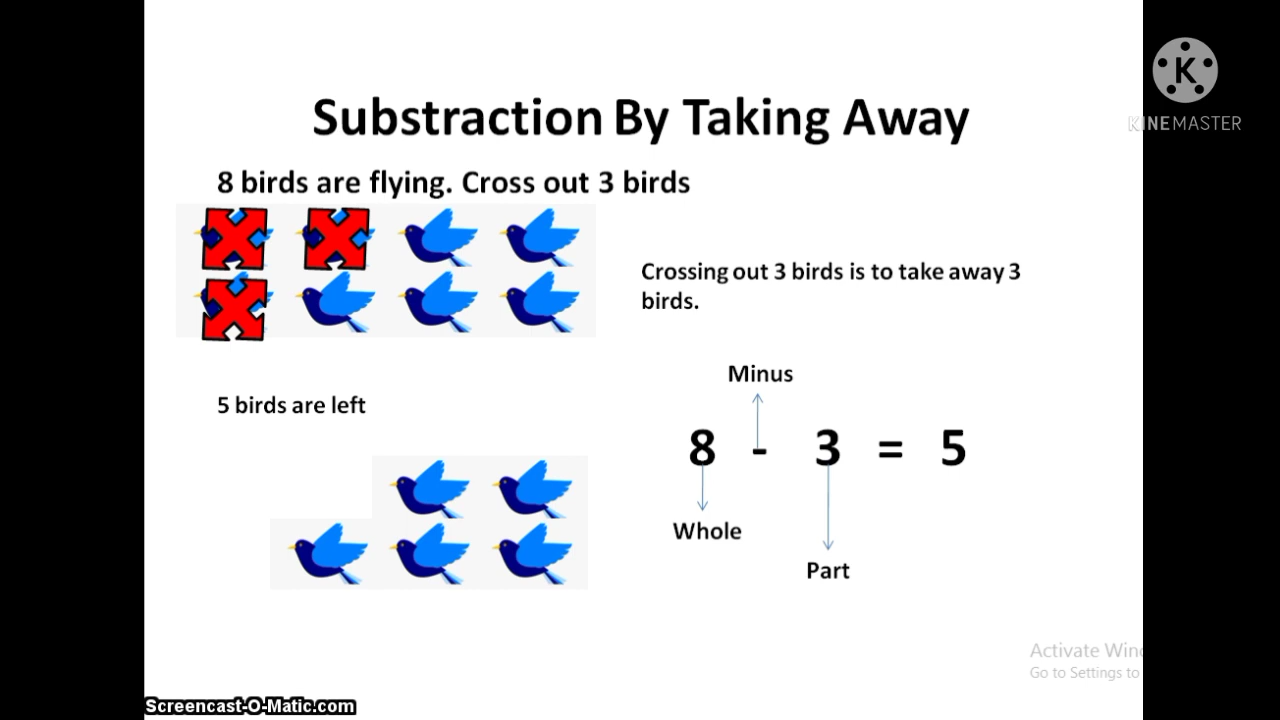 K
KINEMASTER
Substraction By Taking Away
8 birds are flying. Cross out 3 birds
Crossing out 3 birds is to take away 3
birds.
Minus
5 birds are left
8 - 3 = 5
Whole
Part
Activate Win
Go to Settings to
Screencast-O-Matic.com